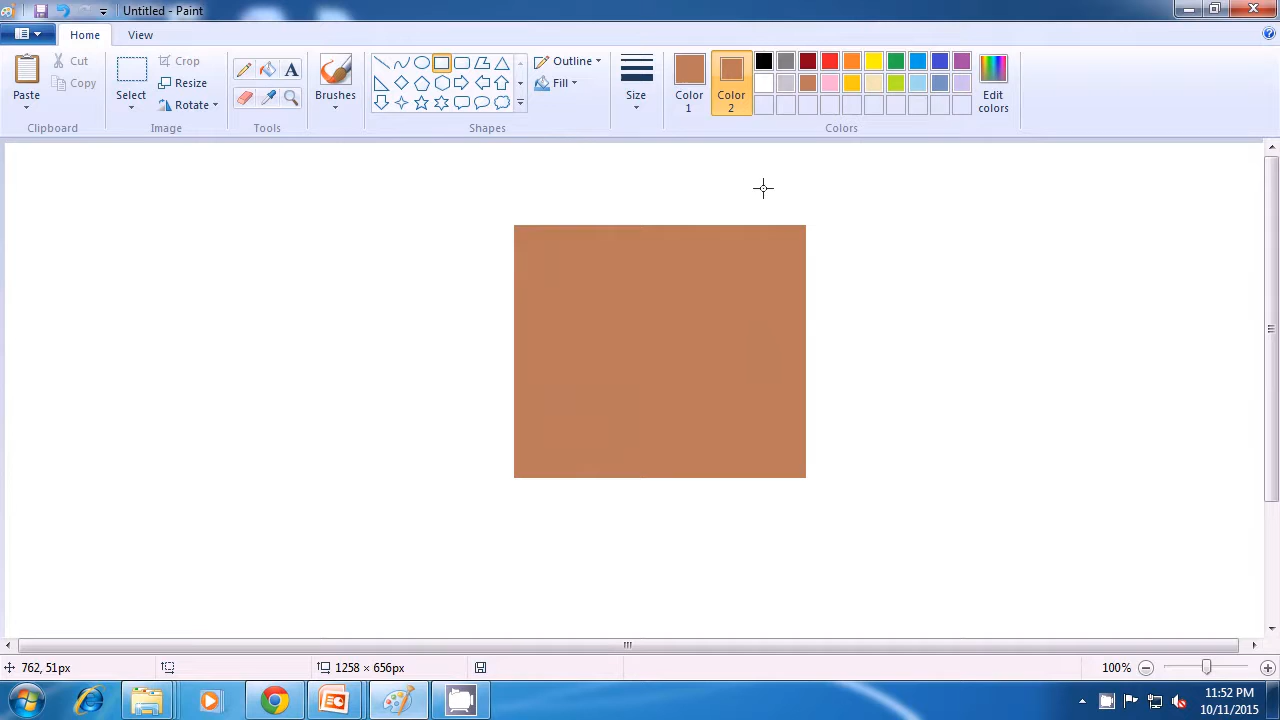 Untitled - Paint
Home View
Paste
Cut
Copy
Clipboard
Select
Crop
Resize
Rotate
Image
A
Tools
Brushes
Outline
Fill
Shapes
Size
Color 1
Color 2
Edit colors
Colors
762, 51px
1258 × 656px
100%
11:52 PM
10/11/2015